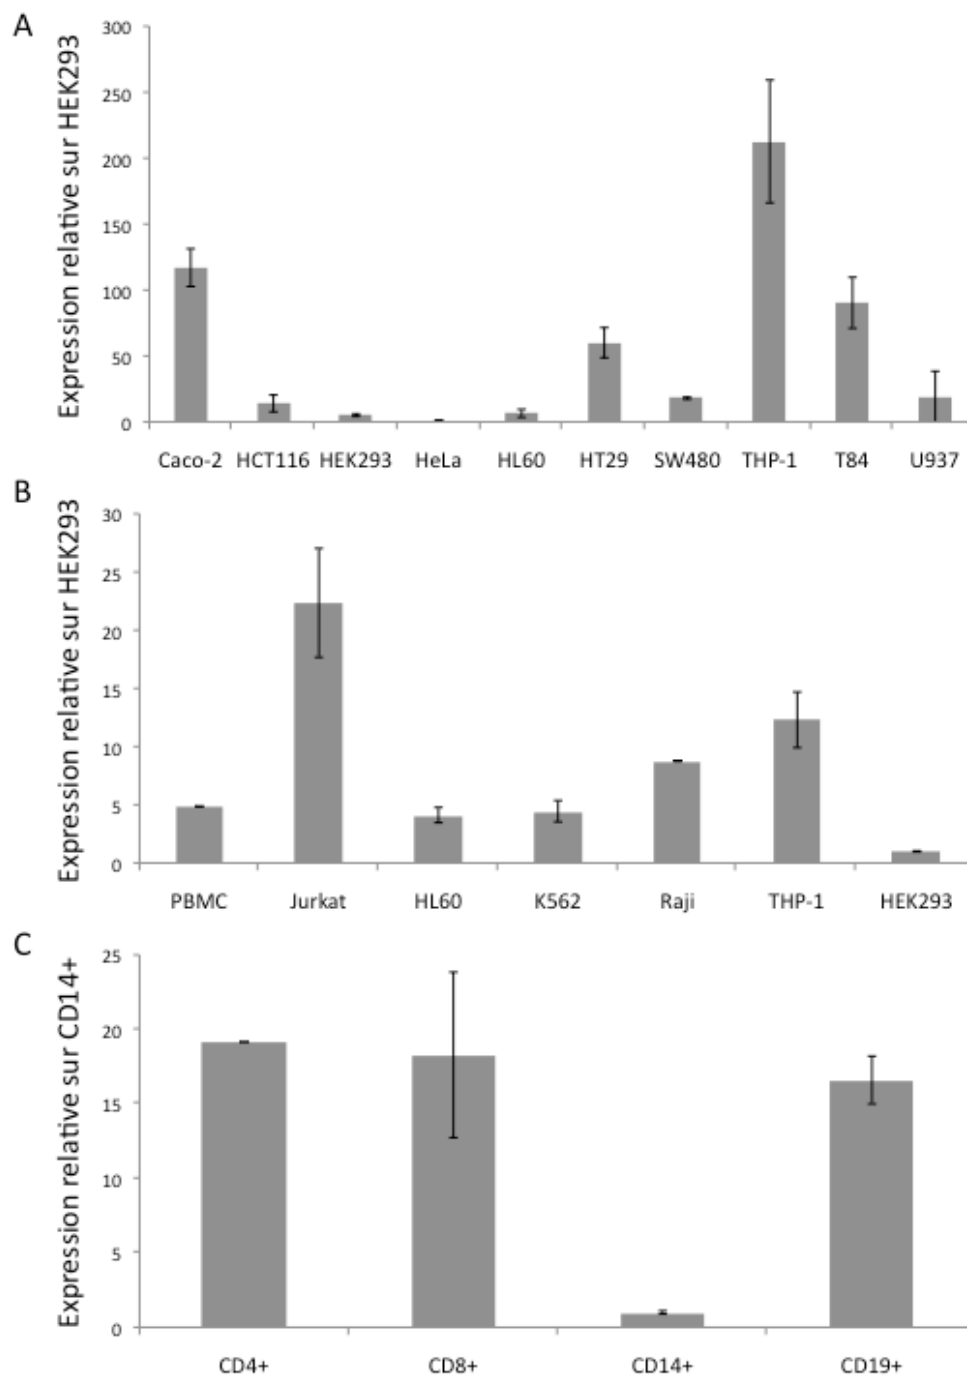 A
Expression relative sur HEK293
300
250
200
150
100
50
0
Caco-2 HCT116 HEK293 HeLa HL60 HT29 SW480 THP-1 T84 U937
B
Expression relative sur HEK293
30
25
20
15
10
5
0
PBMC Jurkat HL60 K562 Raji THP-1 HEK293
C
Expression relative sur CD14+
25
20
15
10
5
0
CD4+ CD8+ CD14+ CD19+